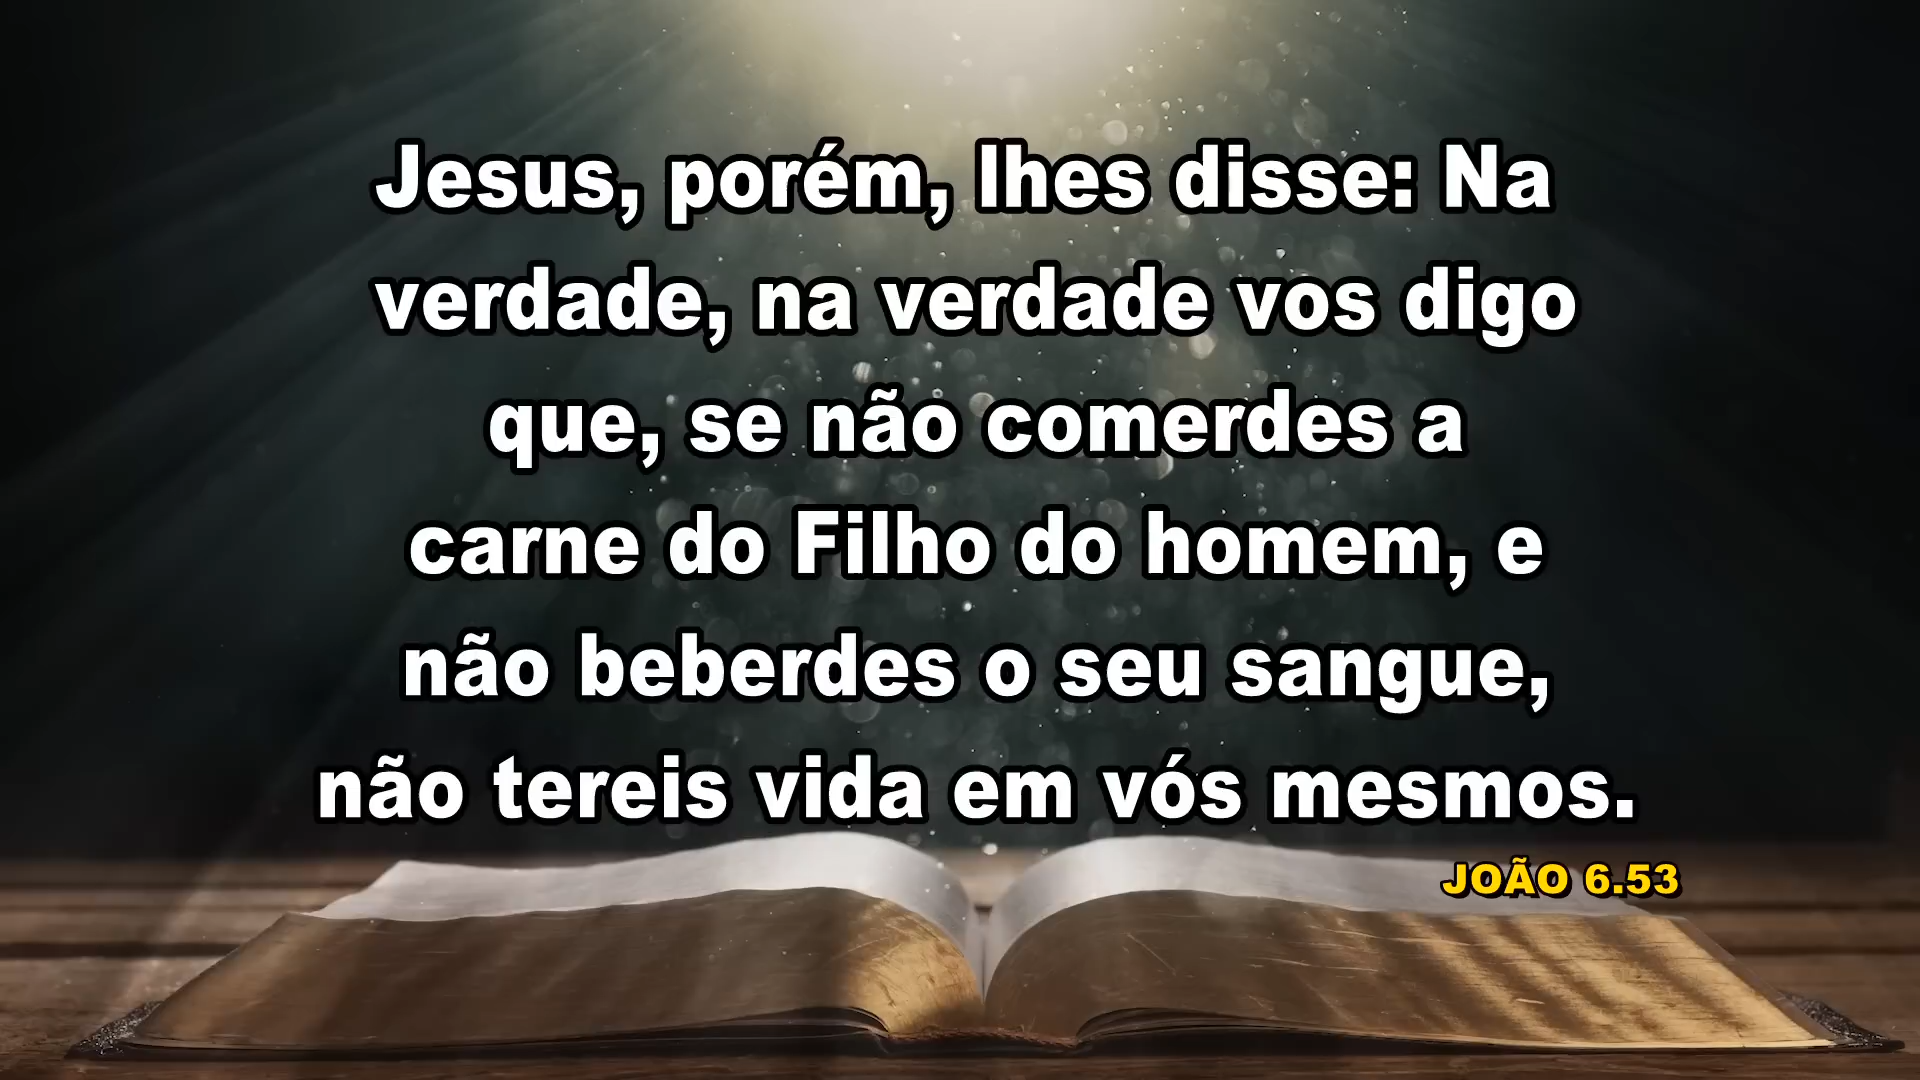 Jesus, porém, lhes disse: Na
verdade, na verdade vos digo
que, se não comerdes a
carne do Filho do homem, e
não beberdes o seu sangue,
não tereis vida em vós mesmos.
JOÃO 6.53